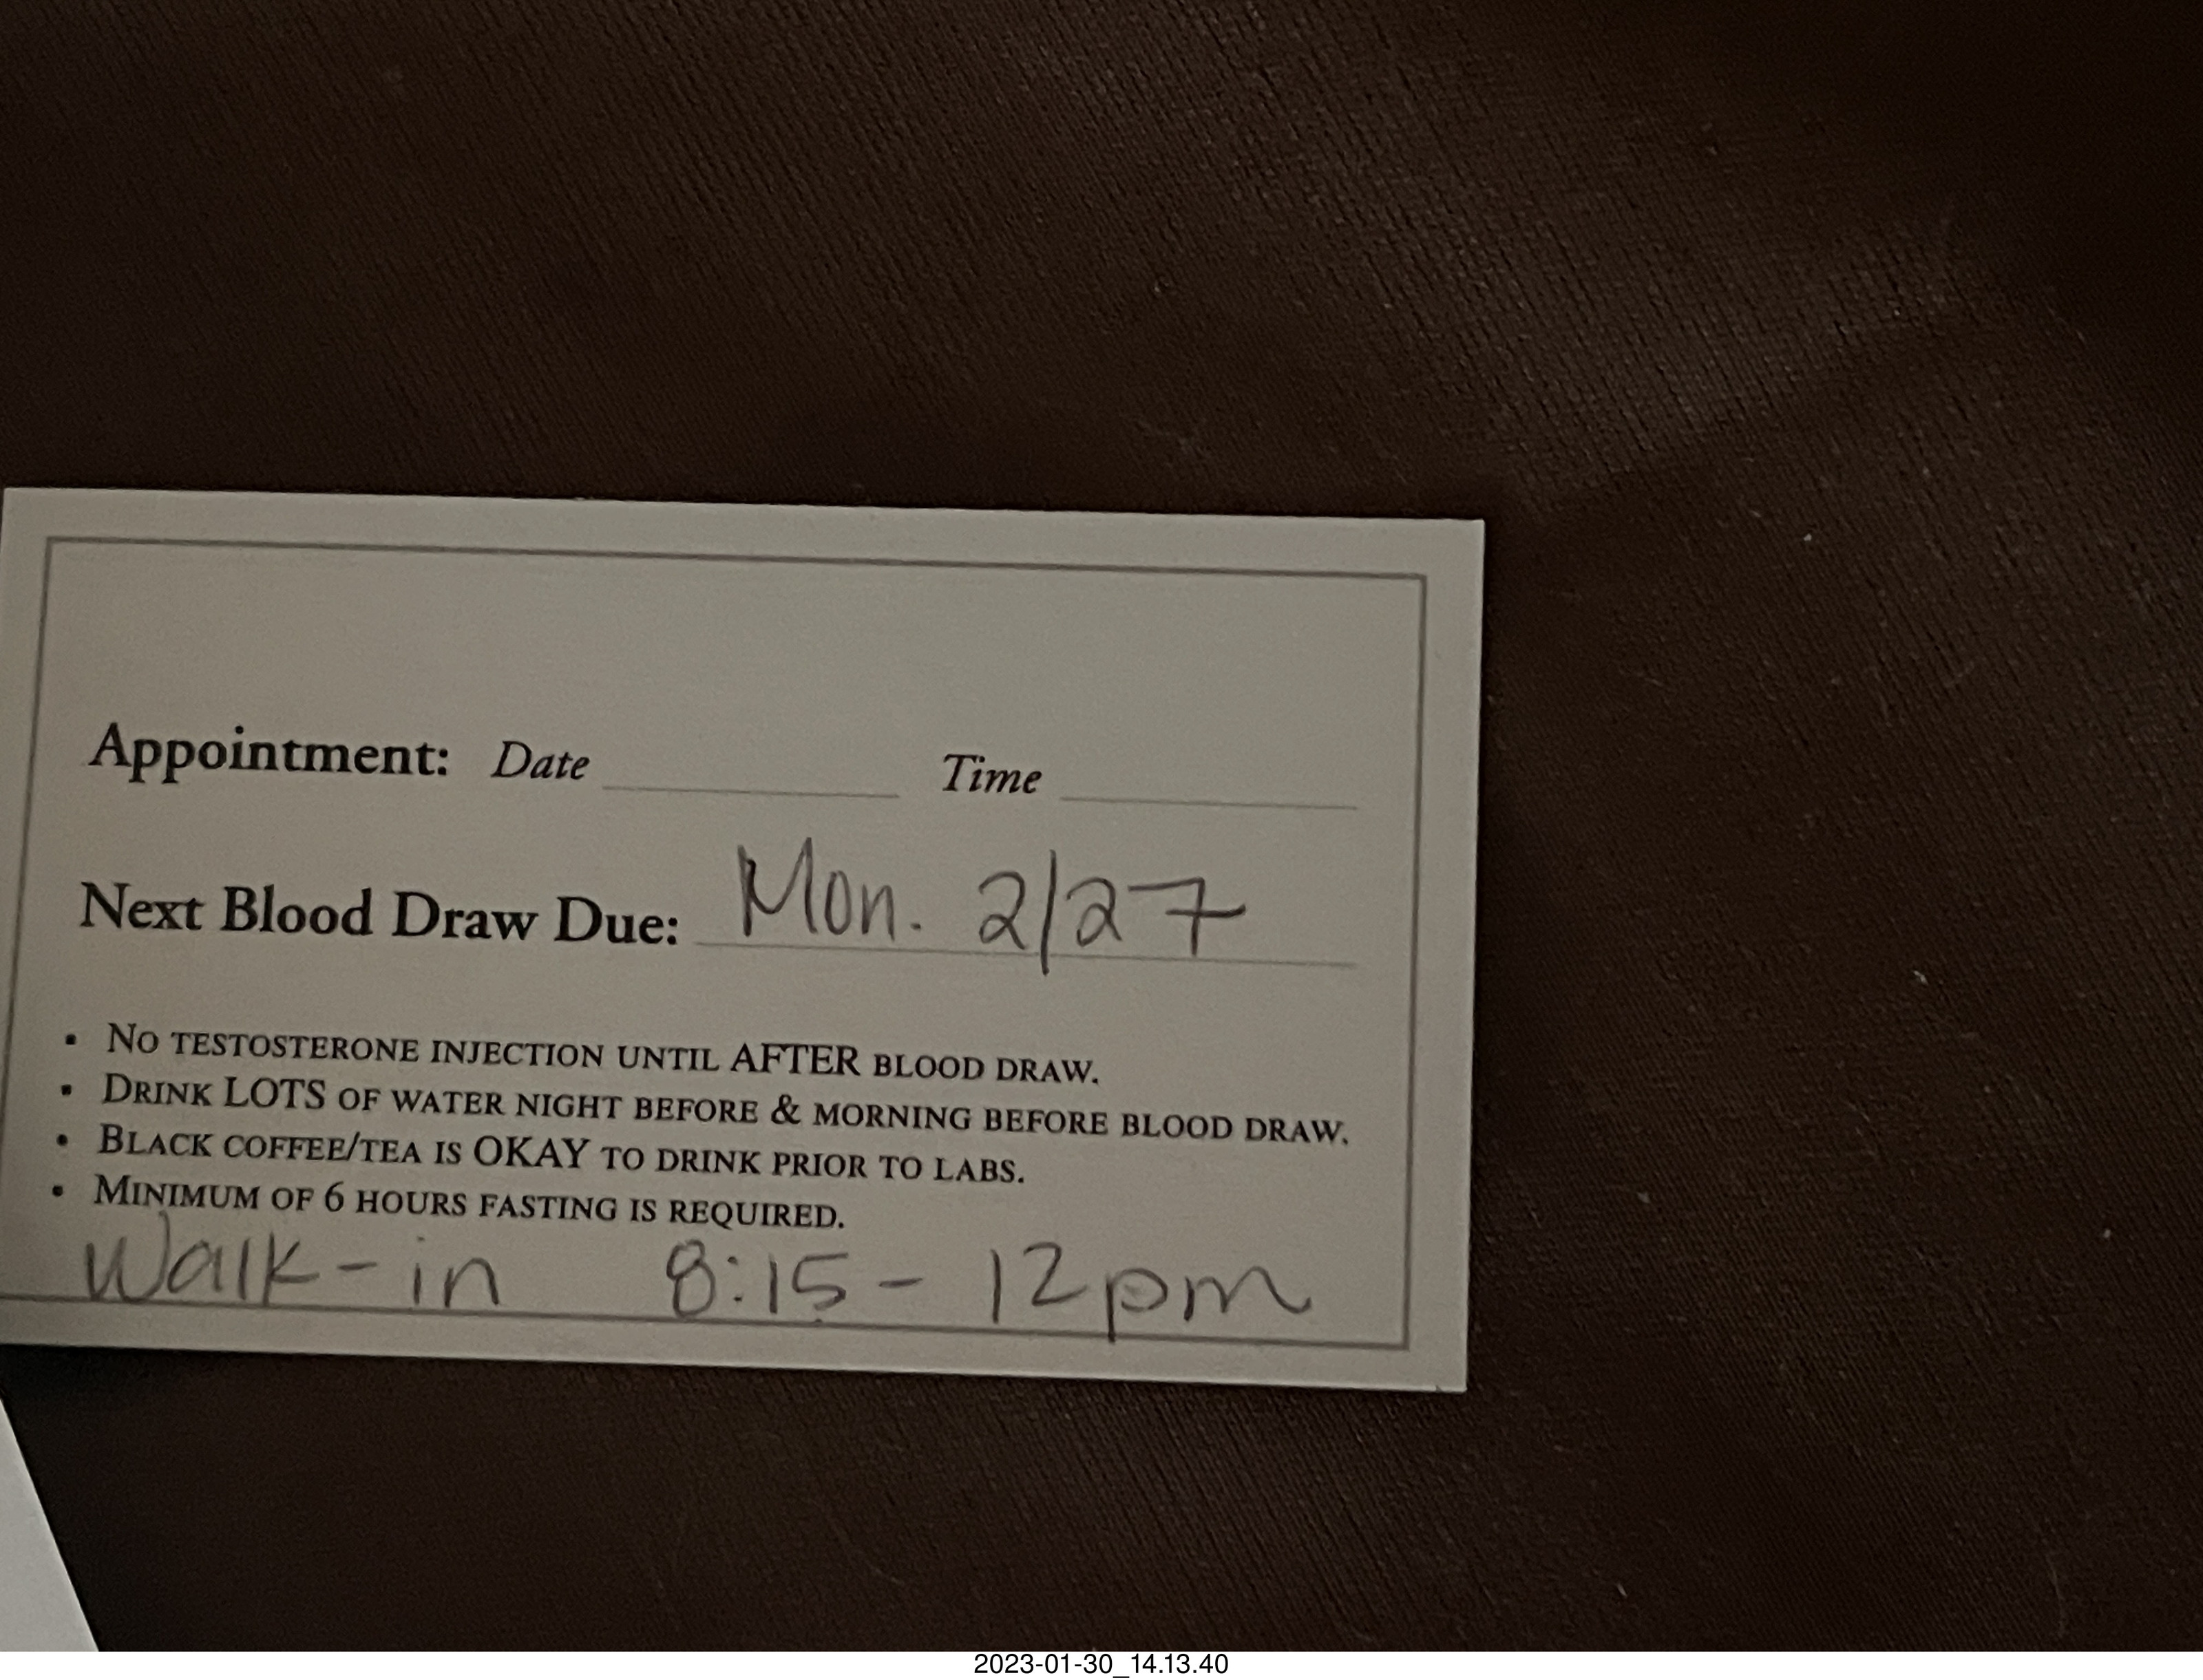 Appointment: Date Time
Next Blood Draw Due: Mon. 2/27
• NO TESTOSTERONE INJECTION UNTIL AFTER BLOOD DRAW.
• DRINK LOTS OF WATER NIGHT BEFORE & MORNING BEFORE BLOOD DRAW.
• BLACK COFFEE/TEA IS OKAY TO DRINK PRIOR TO LABS.
• MINIMUM OF 6 HOURS FASTING IS REQUIRED.
Walk-in 8:15 - 12pm
2023-01-30_14.13.40